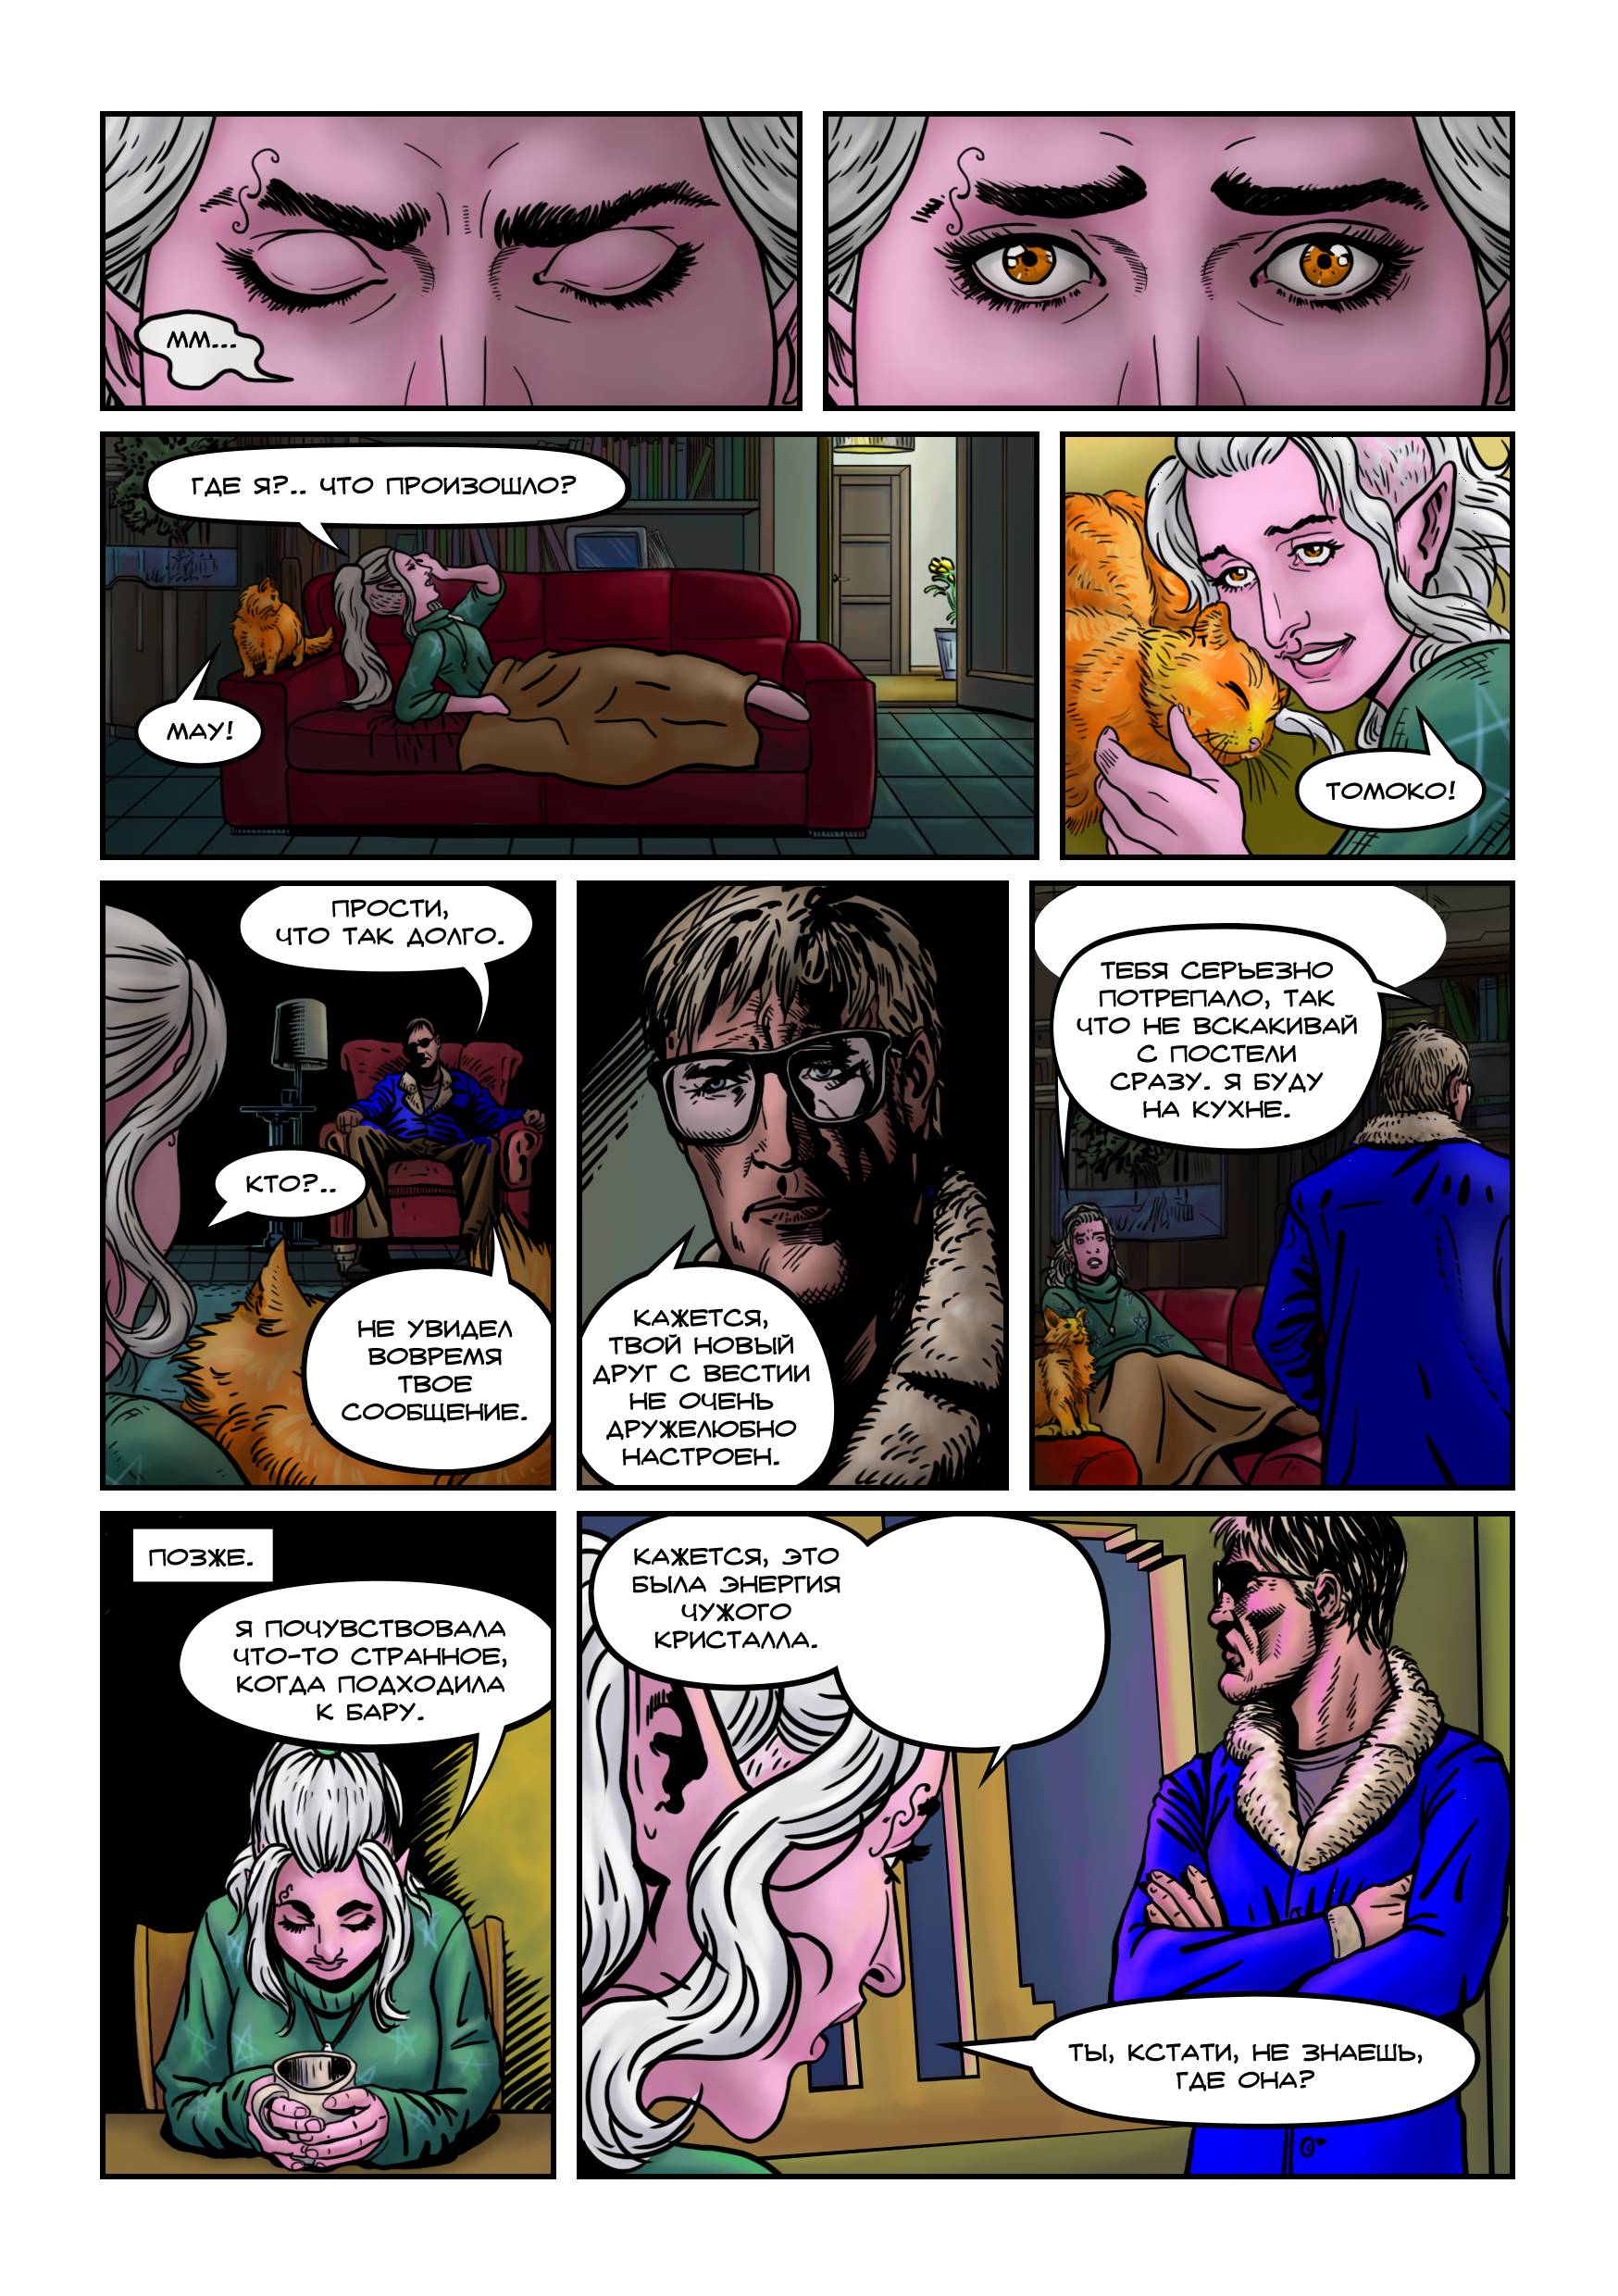 ММ...
ГДЕ Я?.. ЧТО ПРОИЗОШЛО?
МАУ!
ТОМОКО!
ПРОСТИ,
ЧТО ТАК ДОЛГО.
КТО?..
НЕ УВИДЕЛ
ВОВРЕМЯ
ТВОЕ
СООБЩЕНИЕ.
КАЖЕТСЯ,
ТВОЙ НОВЫЙ
ДРУГ С ВЕСТИИ
НЕ ОЧЕНЬ
ДРУЖЕЛЮБНО
НАСТРОЕН.
ТЕБЯ СЕРЬЕЗНО
ПОТРЕПАЛО, ТАК
ЧТО НЕ ВСКАКИВАЙ
С ПОСТЕЛИ
СРАЗУ. Я БУДУ
НА КУХНЕ.
ПОЗЖЕ.
Я ПОЧУВСТВОВАЛА
ЧТО-ТО СТРАННОЕ,
КОГДА ПОДХОДИЛА
К БАРУ.
КАЖЕТСЯ, ЭТО
БЫЛА ЭНЕРГИЯ
ЧУЖОГО
КРИСТАЛЛА.
ТЫ, КСТАТИ, НЕ ЗНАЕШЬ,
ГДЕ ОНА?